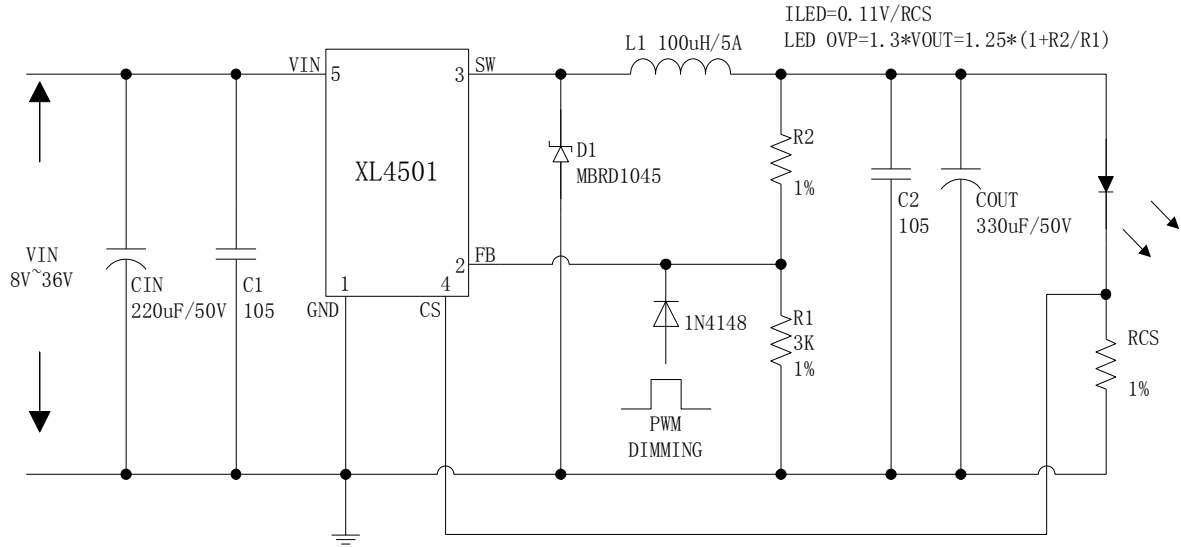 ILED=0.11V/RCS
LED OVP=1.3*VOUT=1.25*(1+R2/R1)
L1 100uH/5A
VIN
5
3
SW
XL4501
D1
MBRD1045
R2
1%
C2
105
COUT
330uF/50V
VIN
8V~36V
CIN
220uF/50V
C1
105
2
FB
1
4
GND
CS
1N4148
R1
3K
1%
RCS
1%
PWM
DIMMING